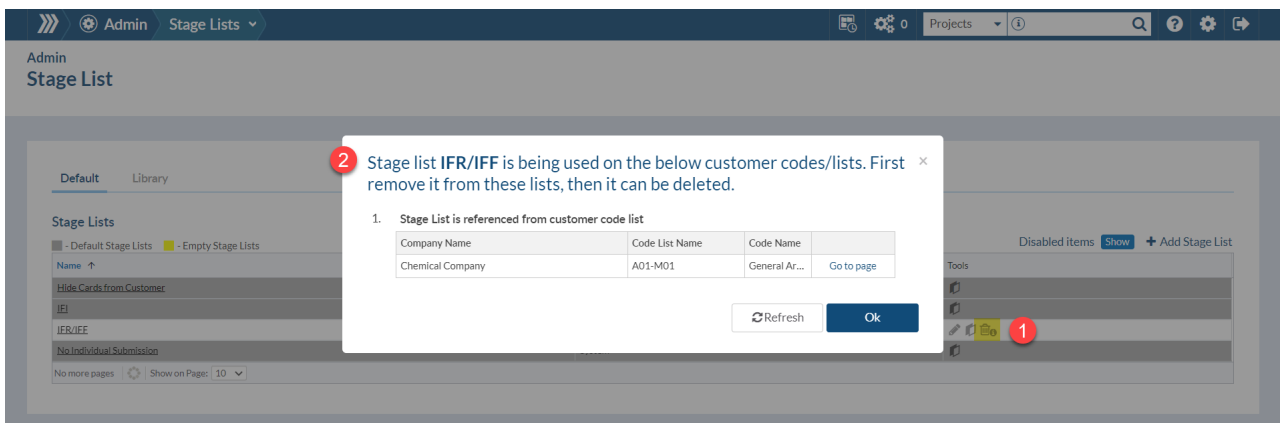 Admin
Stage Lists
0
Projects
Admin
Stage List
2
Stage list IFR/IFF is being used on the below customer codes/lists. First
remove it from these lists, then it can be deleted.
1. Stage List is referenced from customer code list
Company Name Code List Name Code Name
Chemical Company A01-M01 General Ar... Go to page
Refresh
Ok
Default Library
Stage Lists
- Default Stage Lists - Empty Stage Lists
Disabled items Show + Add Stage List
Name ↑ Tools
Hide Cards from Customer
IFI
IFR/IFF
1
No Individual Submission
No more pages Show on Page: 10